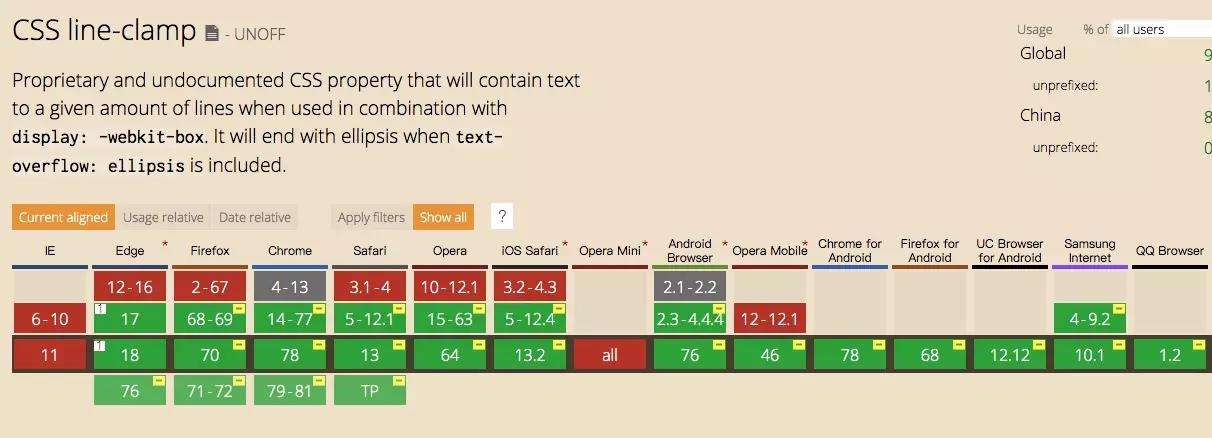 CSS line-clamp - UNOFF
Usage % of all users
Global 9
unprefixed: 1
China 8
unprefixed: 0
Proprietary and undocumented CSS property that will contain text
to a given amount of lines when used in combination with
display: -webkit-box. It will end with ellipsis when text-
overflow: ellipsis is included.
Current aligned Usage relative Date relative Apply filters Show all ?
IE Edge * Firefox Chrome Safari Opera iOS Safari * Opera Mini * Android Browser * Opera Mobile * Chrome for Android Firefox for Android UC Browser for Android Samsung Internet QQ Browser
12-16 2-67 4-13 3.1-4 10-12.1 3.2-4.3 2.1-2.2
6-10 1 17 68-69 14-77 5-12.1 15-63 5-12.4 2.3-4.4.4 12-12.1 4-9.2
11 1 18 70 78 13 64 13.2 all 76 46 78 68 12.12 10.1 1.2
76 71-72 79-81 TP